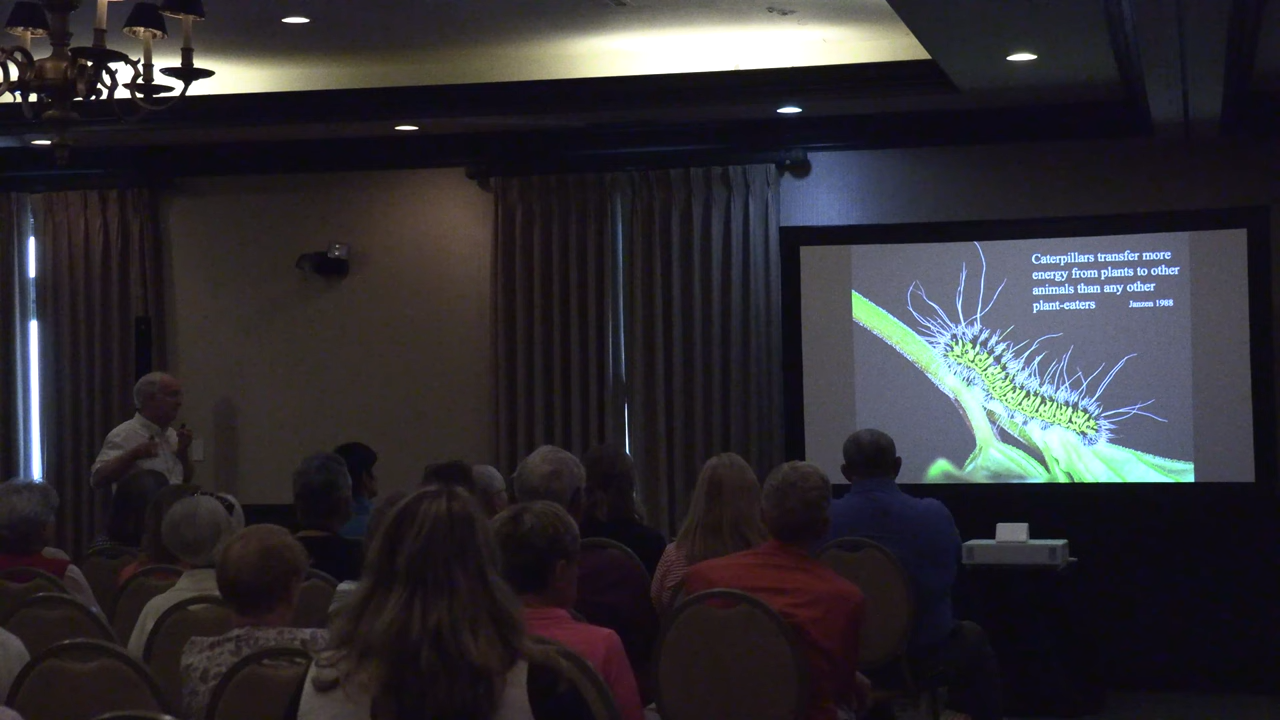 Caterpillars transfer more
energy from plants to other
animals than any other
plant-eaters Janzen 1988